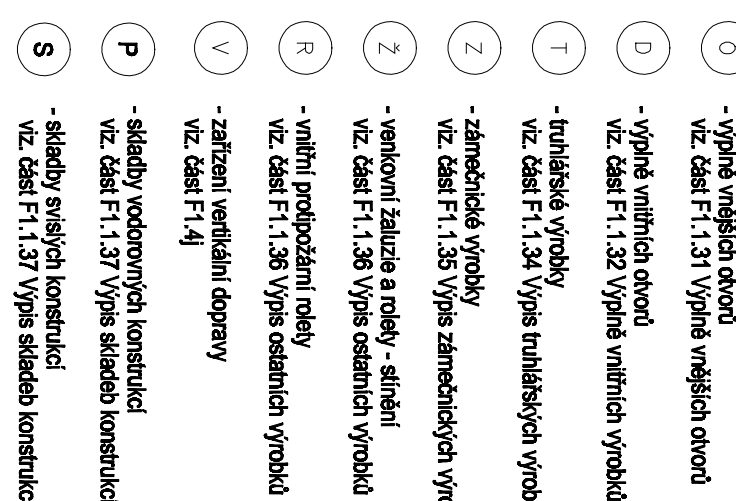 O
- výplně vnějších otvorů
viz. část F1.1.31 Výplně vnějších otvorů
D
- výplně vnitřních otvorů
viz. část F1.1.32 Výplně vnitřních výrobků
T
- truhlářské výrobky
viz. část F1.1.34 Výpis truhlářských výrob
Z
- zámečnické výrobky
viz. část F1.1.35 Výpis zámečnických výro
Ž
- venkovní žaluzie a rolety - stínění
viz. část F1.1.36 Výpis ostatních výrobků
R
- vnitřní protipožární rolety
viz. část F1.1.36 Výpis ostatních výrobků
V
- zařízení vertikální dopravy
viz. část F1.4j
P
- skladby vodorovných konstrukcí
viz. část F1.1.37 Výpis skladeb konstrukcí
S
- skladby svislých konstrukcí
viz. část F1.1.37 Výpis skladeb konstrukc